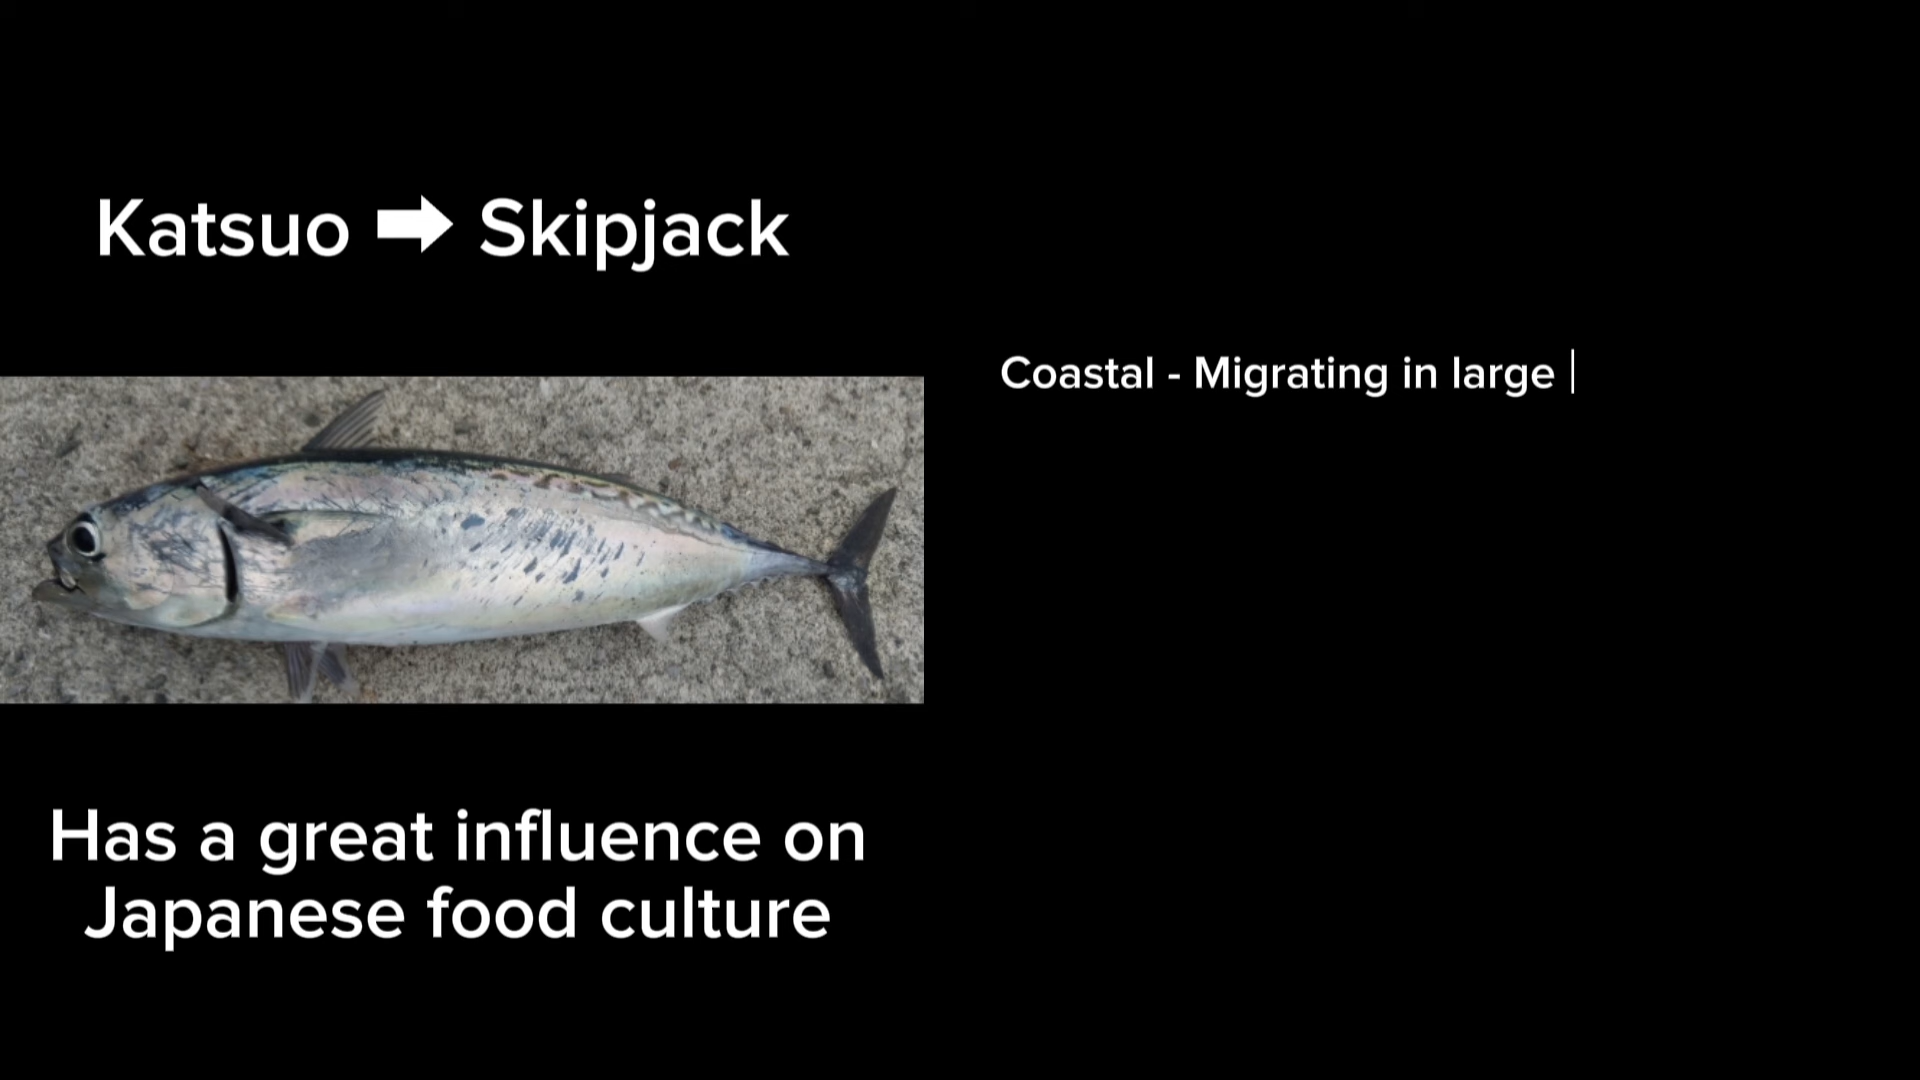 Katsuo ➡ Skipjack
Coastal - Migrating in large
Has a great influence on
Japanese food culture